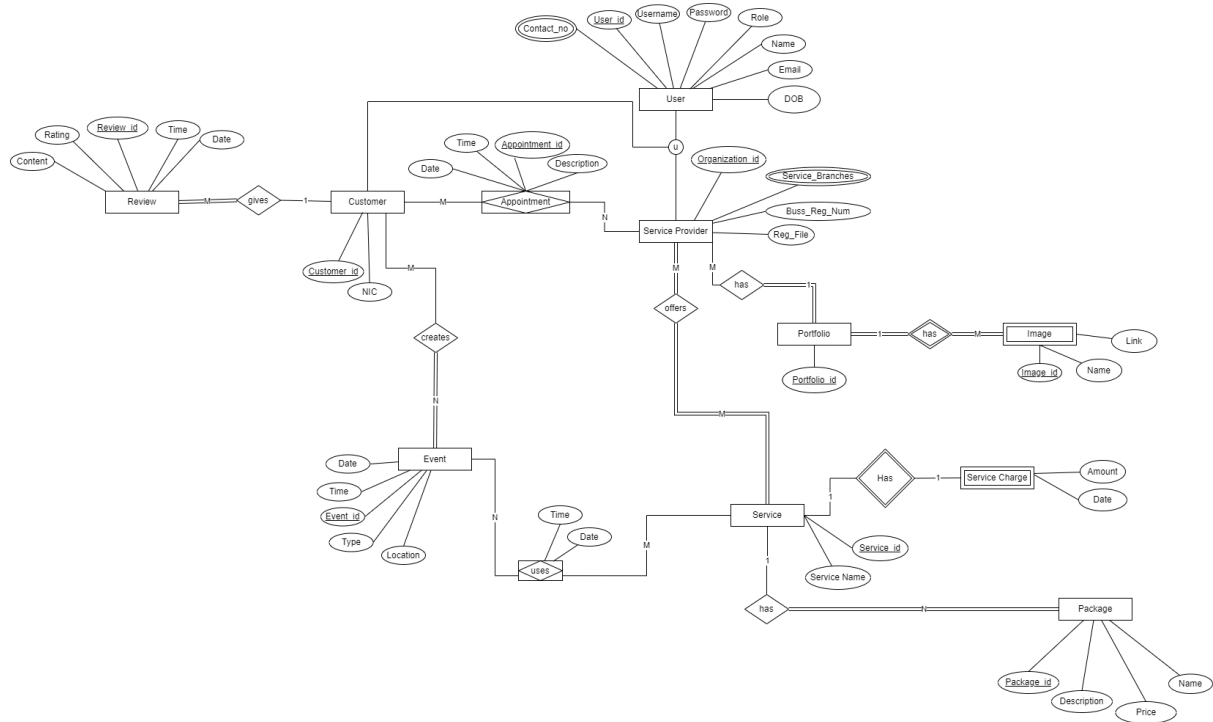 User_id
Username
Password
Role
Contact_no
Name
Email
User
DOB
Review_id
Time
Date
Rating
Content
Time
Appointment_id
Date
Description
u
Organization_id
Service_Branches
Buss_Reg_Num
Reg_File
Review
M
gives
1
Customer
M
Appointment
N
Service Provider
Customer_id
NIC
M
M
M
has
1
offers
creates
Portfolio
1
has
M
Image
Link
Portfolio_id
Image_id
Name
N
M
Event
Date
Time
Event_id
Type
Location
N
Time
Date
uses
M
Service
1
Has
1
Service Charge
Amount
Date
Service_id
Service Name
1
has
N
Package
Package_id
Description
Price
Name